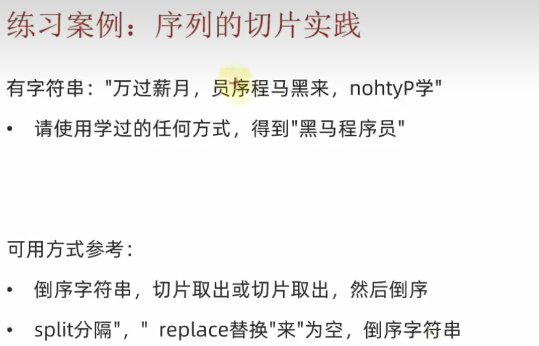 练习案例：序列的切片实践
有字符串："万过薪月，员序程马黑来，nohtyP学"
• 请使用学过的任何方式，得到"黑马程序员"
可用方式参考：
• 倒序字符串，切片取出或切片取出，然后倒序
• split分隔"，" replace替换"来"为空，倒序字符串